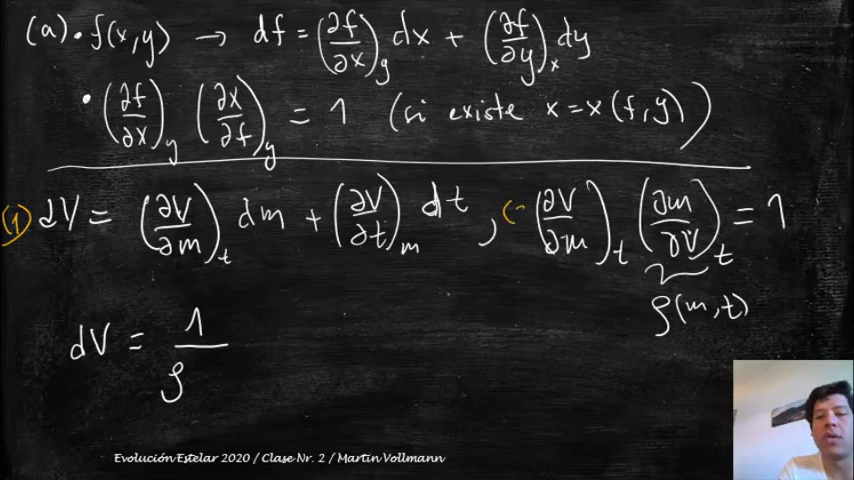 (a). f(x,y) → df = (∂f/∂x)_y dx + (∂f/∂y)_x dy
• (∂f/∂x)_y (∂x/∂f)_y = 1 (si existe x = x(f,y))
(1) dV = (∂V/∂m)_t dm + (∂V/∂t)_m dt , (- (∂V/∂m)_t (∂m/∂V)_t = 1
ρ(m,t)
dV = 1/ρ
Evolución Estelar 2020 / Clase Nr. 2 / Martin Vollmann